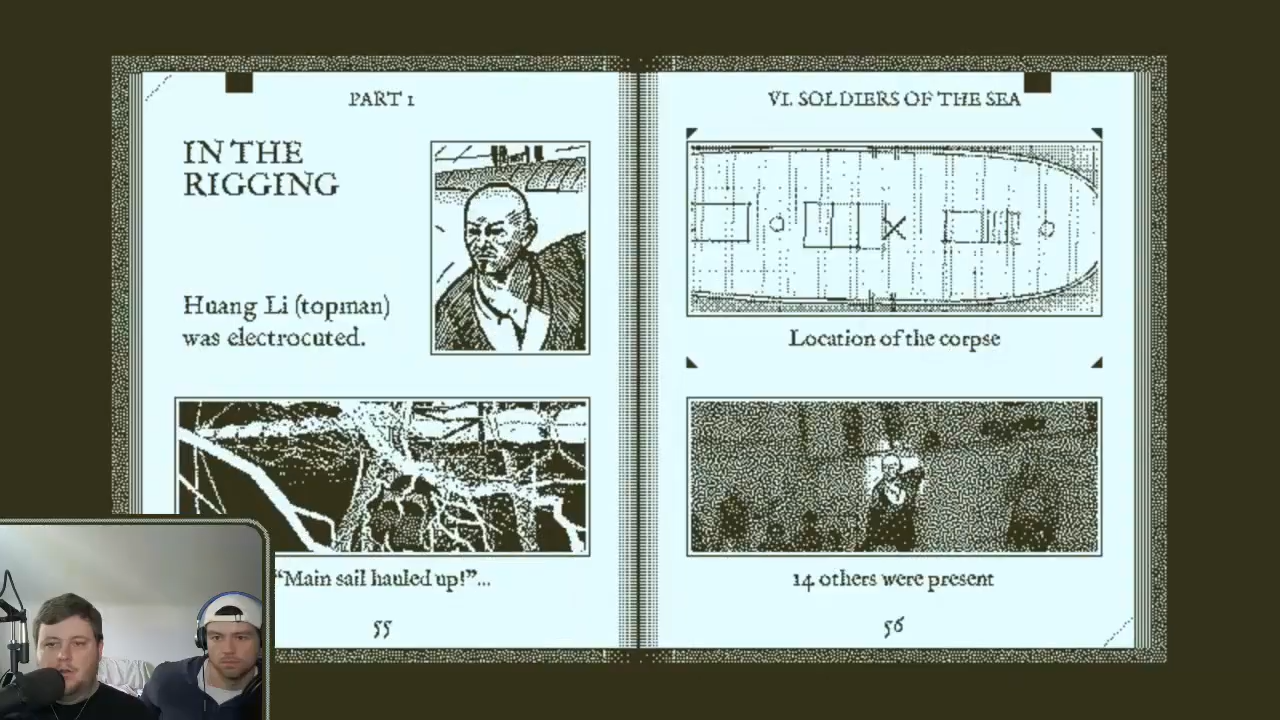 PART 1
IN THE
RIGGING
Huang Li (topman)
was electrocuted.
"Main sail hauled up!"...
55
VI. SOLDIERS OF THE SEA
Location of the corpse
14 others were present
56